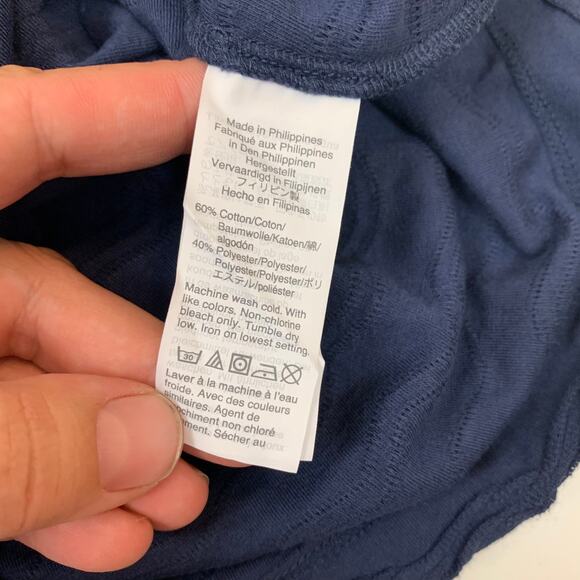 Made in Philippines
Fabriqué aux Philippines
In Den Philippinen
Hergestellt
Vervaardigd in Filipijnen
フィリピン製
Hecho en Filipinas
60% Cotton/Coton/
Baumwolle/Katoen/綿/
algodón
40% Polyester/Polyester/
Polyester/Polyester/ポリ
エステル/poliéster
Machine wash cold. With
like colors. Non-chlorine
bleach only. Tumble dry
low. Iron on lowest setting.
30
Laver à la machine à l'eau
froide. Avec des couleurs
similaires. Agent de
chiment non chloré
ment. Sécher au